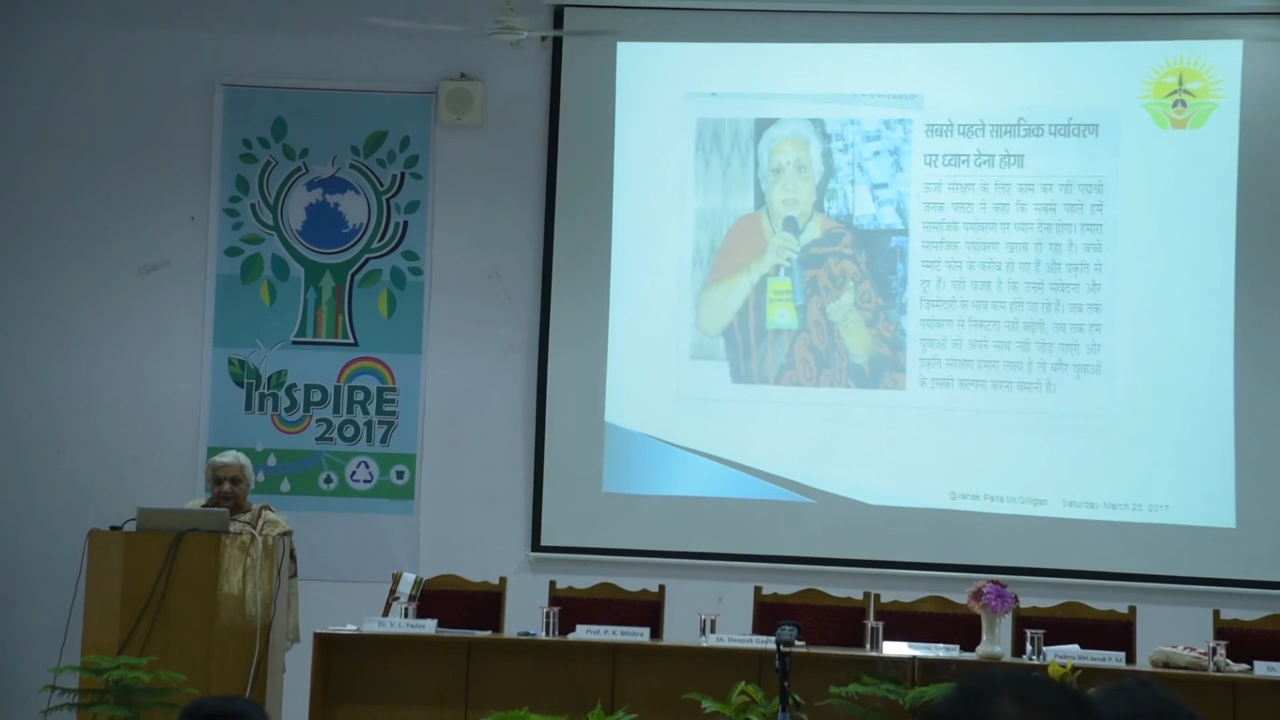 InSPIRE
2017
सबसे पहले सामाजिक पर्यावरण
पर ध्यान देना होगा
ऊर्जा संरक्षण के लिए काम कर रहीं पद्मश्री
जनक पलटा ने कहा कि सबसे पहले हमें
सामाजिक पर्यावरण पर ध्यान देना होगा। हमारा
सामाजिक पर्यावरण खराब हो रहा है। बच्चे
स्मार्ट फोन के करीब हो गए हैं और प्रकृति से
दूर हैं। यही वजह है कि उनमें संवेदना और
जिम्मेदारी के भाव कम होते जा रहे हैं। जब तक
पर्यावरण से निकटता नहीं बढ़ेगी, तब तक हम
युवाओं को अपने साथ नहीं जोड़ पाएंगे और
प्रकृति संरक्षण हमारा लक्ष्य है तो बगैर युवाओं
के इसकी कल्पना करना बेमानी है।
@Janak Palta McGilligan Saturday, March 25, 2017
Dr. V. L. Yadav
Prof. P. K. Mishra
Sh. Deepak
Padma Shri Janak P. M.
Sh.